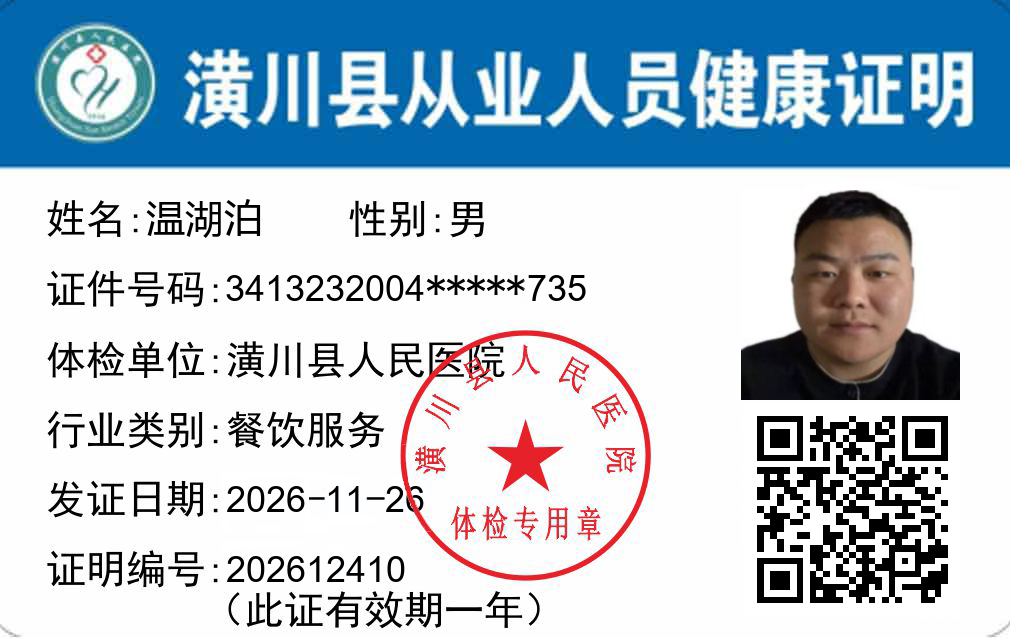 潢川县从业人员健康证明
姓名:温湖泊 性别:男
证件号码:3413232004*****735
体检单位:潢川县人民医院
行业类别:餐饮服务
发证日期:2026-11-26
证明编号:202612410
（此证有效期一年）
潢川县人民医院
体检专用章